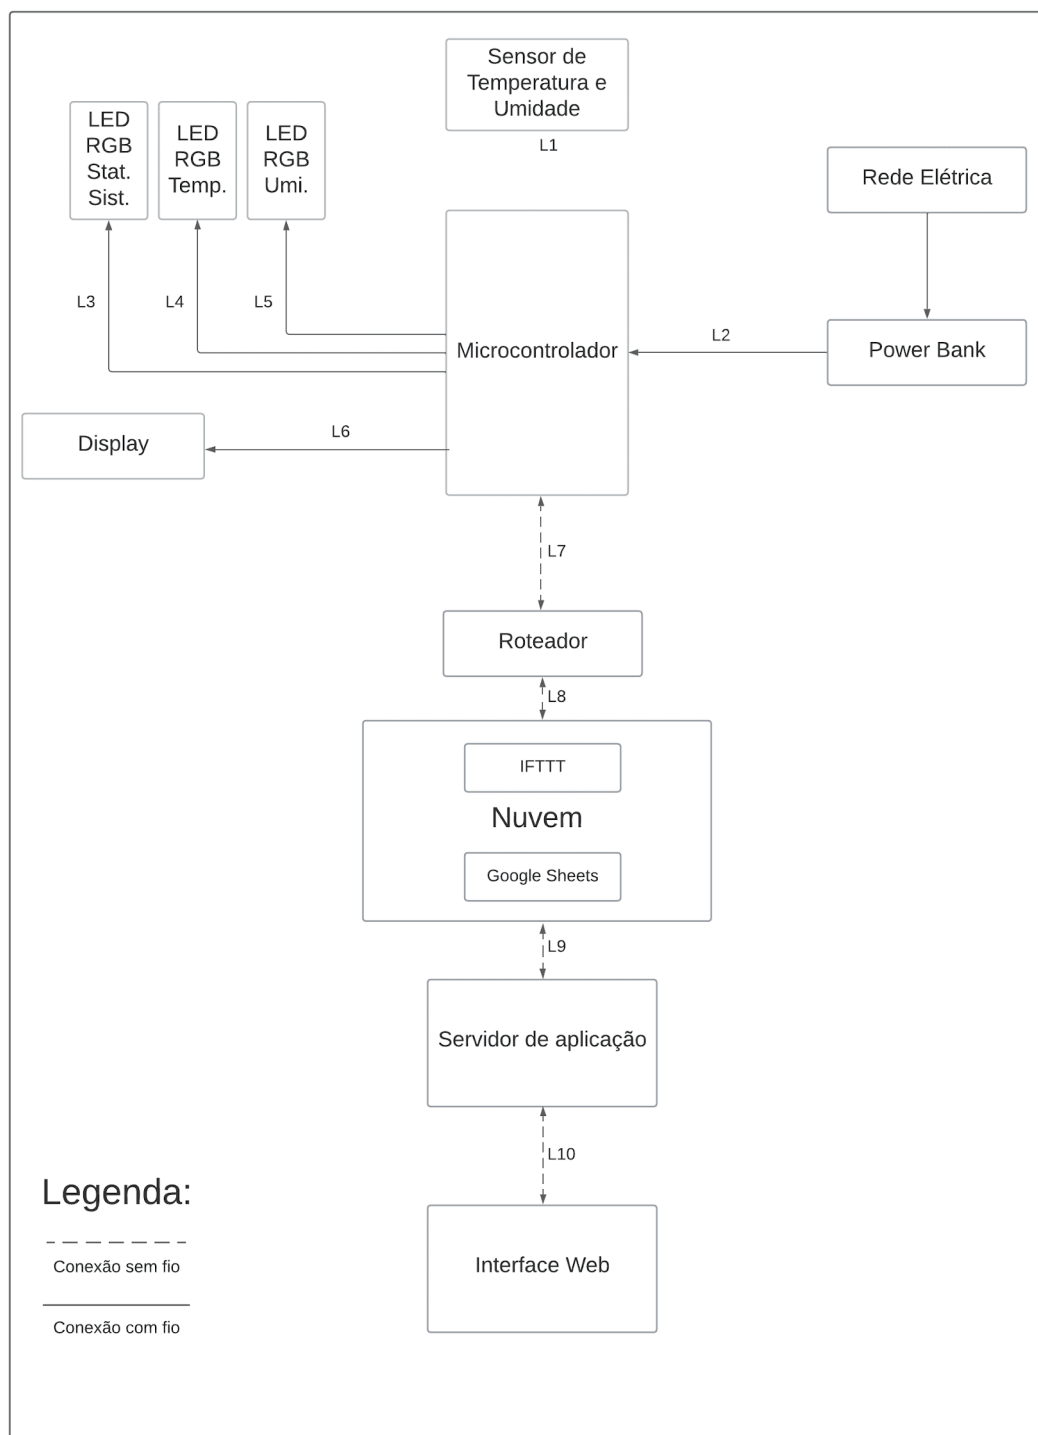 Sensor de
Temperatura e
Umidade
L1
LED
RGB
Stat.
Sist.
LED
RGB
Temp.
LED
RGB
Umi.
Rede Elétrica
L3
L4
L5
Microcontrolador
L2
Power Bank
Display
L6
L7
Roteador
L8
IFTTT
Nuvem
Google Sheets
L9
Servidor de aplicação
L10
Interface Web
Legenda:
Conexão sem fio
Conexão com fio